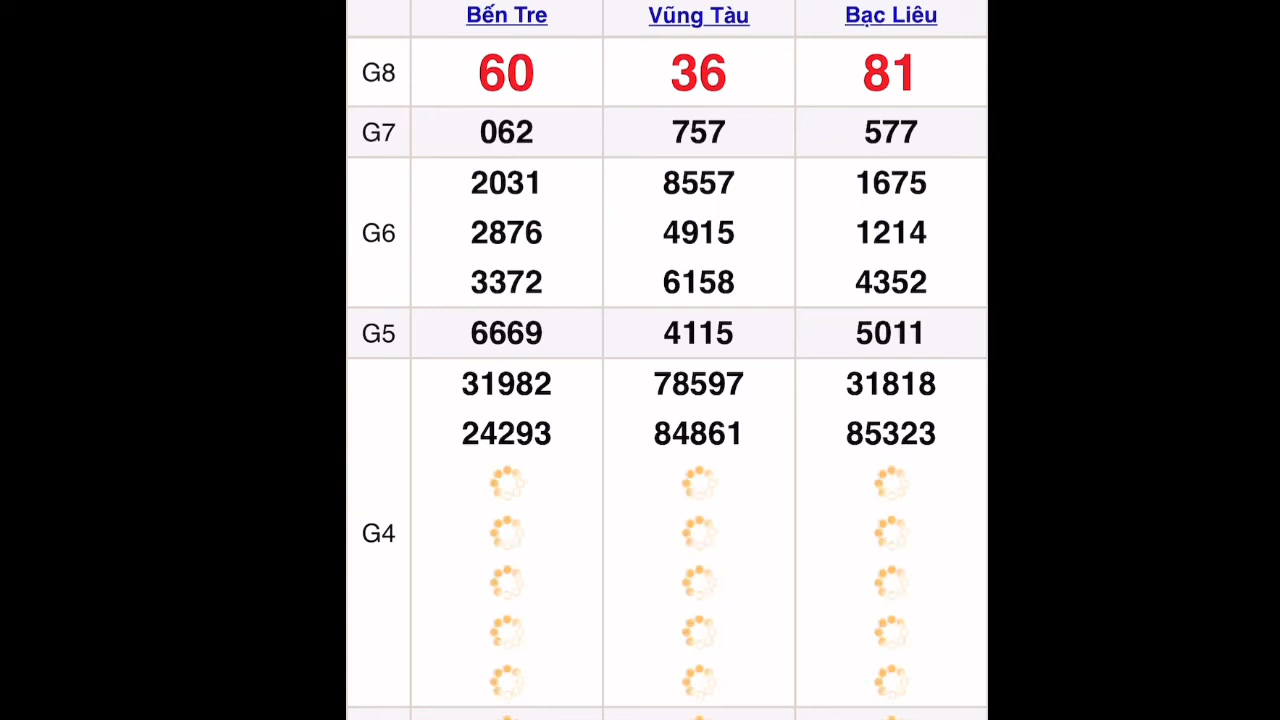 Bến Tre Vũng Tàu Bạc Liêu
G8 60 36 81
G7 062 757 577
2031 8557 1675
G6 2876 4915 1214
3372 6158 4352
G5 6669 4115 5011
31982 78597 31818
24293 84861 85323
G4